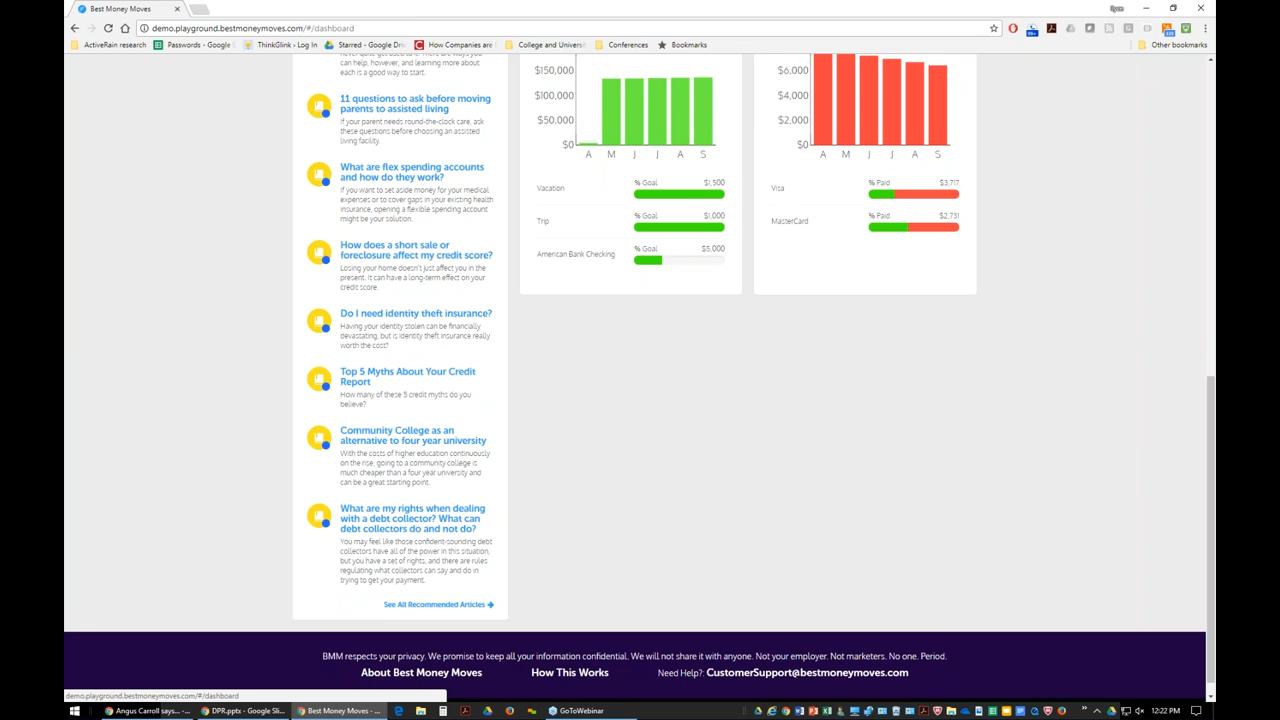 Best Money Moves
Ryan
demo.playground.bestmoneymoves.com/#/dashboard
ActiveRain research
Passwords - Google
ThinkGlink › Log In
Starred - Google Driv
How Companies are
College and Universi
Conferences
Bookmarks
Other bookmarks
help, however, and learning more about
each is a good way to start.
11 questions to ask before moving
parents to assisted living
If your parent needs round-the-clock care, ask
these questions before choosing an assisted
living facility.
What are flex spending accounts
and how do they work?
If you want to set aside money for your medical
expenses or to cover gaps in your existing health
insurance, opening a flexible spending account
might be your solution.
How does a short sale or
foreclosure affect my credit score?
Losing your home doesn't just affect you in the
present. It can have a long-term effect on your
credit score.
Do I need identity theft insurance?
Having your identity stolen can be financially
devastating, but is identity theft insurance really
worth the cost?
Top 5 Myths About Your Credit
Report
How many of these 5 credit myths do you
believe?
Community College as an
alternative to four year university
With the costs of higher education continuously
on the rise, going to a community college is
much cheaper than a four year university and
can be a great starting point.
What are my rights when dealing
with a debt collector? What can
debt collectors do and not do?
You may feel like those confident-sounding debt
collectors have all of the power in this situation,
but you have a set of rights, and there are rules
regulating what collectors can say and do in
trying to get your payment.
See All Recommended Articles
$150,000
$100,000
$50,000
$0
A M J J A S
Vacation % Goal $1,500
Trip % Goal $1,000
American Bank Checking % Goal $5,000
$6,000
$4,000
$2,000
$0
A M J J A S
Visa % Paid $3,717
MasterCard % Paid $2,731
BMM respects your privacy. We promise to keep all your information confidential. We will not share it with anyone. Not your employer. Not marketers. No one. Period.
About Best Money Moves
How This Works
Need Help?: CustomerSupport@bestmoneymoves.com
demo.playground.bestmoneymoves.com/#/dashboard
Angus Carroll says... -...
DPR.pptx - Google Sli...
Best Money Moves - ...
GoToWebinar
12:22 PM